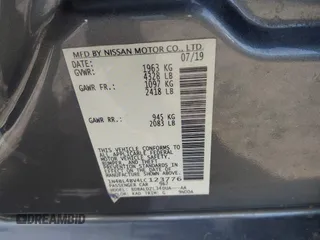 MFD BY NISSAN MOTOR CO., LTD.
DATE: 07/19
GVWR: 1963 KG
4328 LB
GAWR FR: 1097 KG
2418 LB
GAWR RR: 945 KG
2083 LB
THIS VEHICLE CONFORMS TO ALL
APPLICABLE FEDERAL MOTOR
VEHICLE SAFETY, BUMPER, AND
THEFT PREVENTION STANDARDS
IN EFFECT ON THE DATE OF
MANUFACTURE SHOWN ABOVE.
123776
PASSENGER CAR
DREAMBID